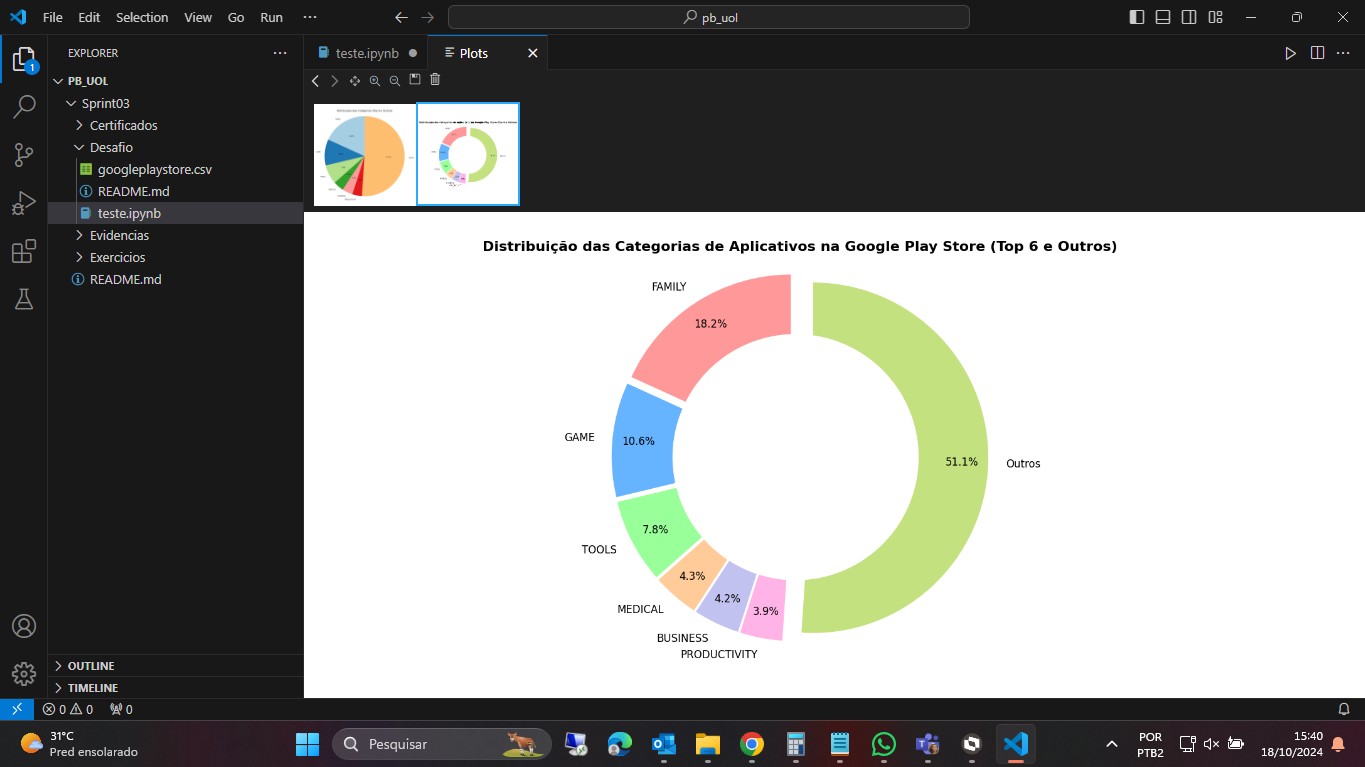 File Edit Selection View Go Run ···
pb_uol
EXPLORER
1
PB_UOL
Sprint03
Certificados
Desafio
googleplaystore.csv
README.md
teste.ipynb
Evidencias
Exercicios
README.md
OUTLINE
TIMELINE
teste.ipynb
Plots
Distribuição das Categorias de Aplicativos na Google Play Store (Top 6 e Outros)
FAMILY
18.2%
GAME
10.6%
51.1%
Outros
TOOLS
7.8%
MEDICAL
4.3%
BUSINESS
4.2%
PRODUCTIVITY
3.9%
0 0 0
31°C
Pred ensolarado
Pesquisar
POR
PTB2
15:40
18/10/2024